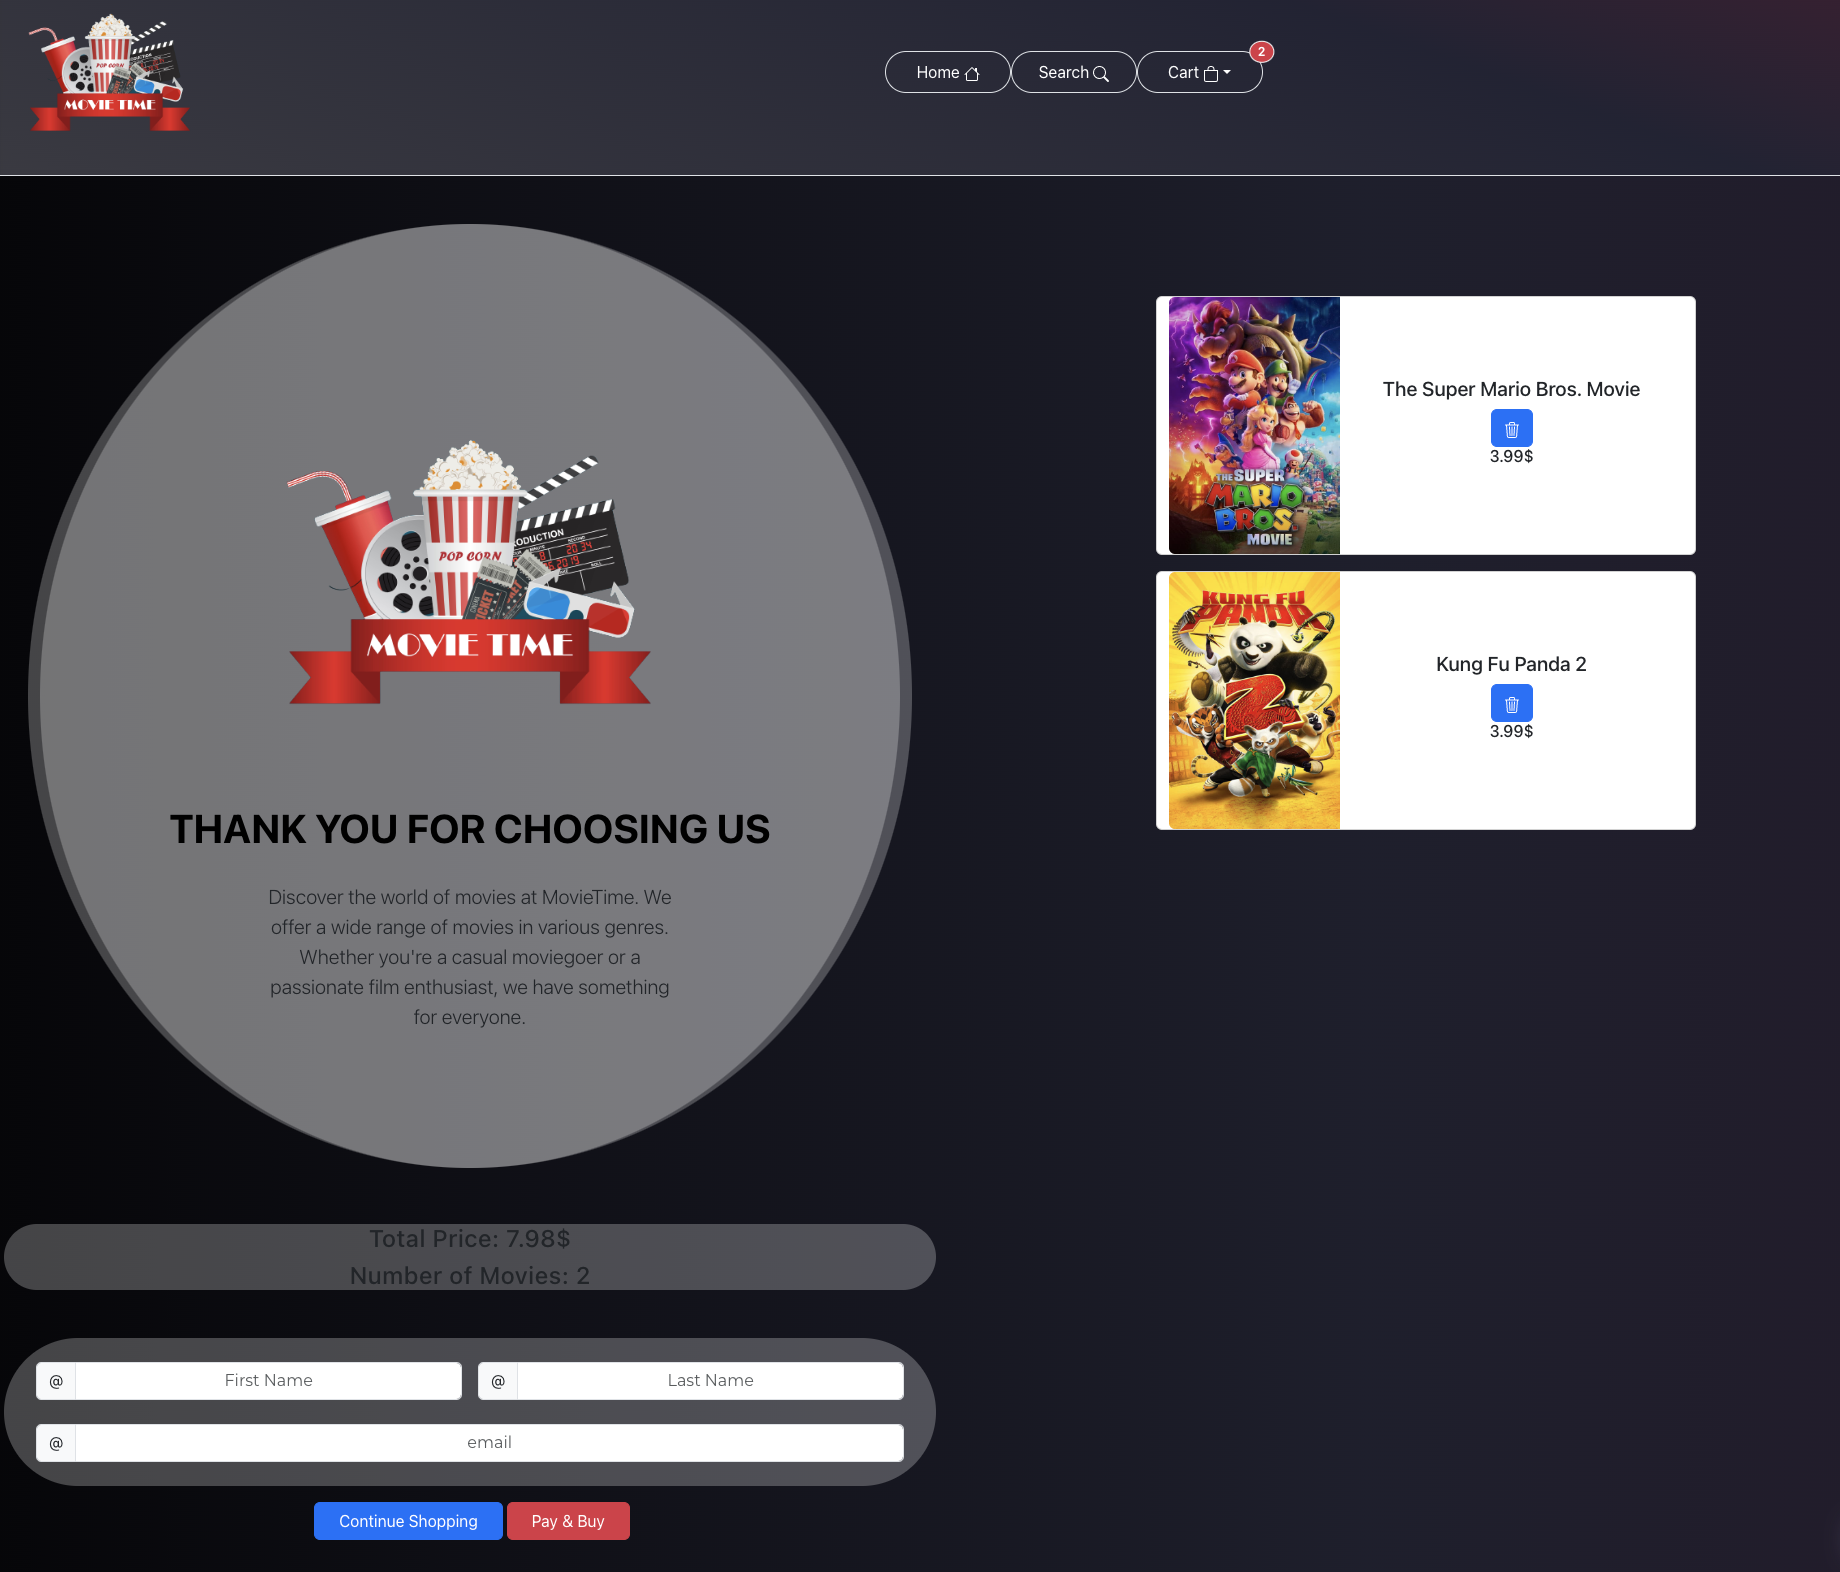 POP CORN
MOVIE TIME
Home
Search
Cart
2
POP CORN
MOVIE TIME
THANK YOU FOR CHOOSING US
Discover the world of movies at MovieTime. We
offer a wide range of movies in various genres.
Whether you're a casual moviegoer or a
passionate film enthusiast, we have something
for everyone.
THE SUPER
MARIO
BROS.
MOVIE
The Super Mario Bros. Movie
3.99$
KUNG FU
PANDA
2
Kung Fu Panda 2
3.99$
Total Price: 7.98$
Number of Movies: 2
@ First Name
@ Last Name
@ email
Continue Shopping
Pay & Buy